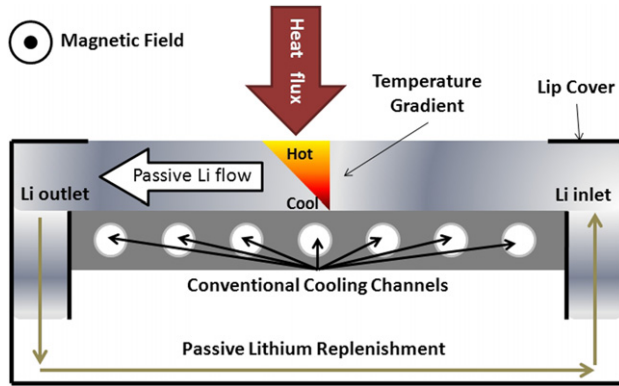 Magnetic Field
Heat flux
Temperature
Gradient
Lip Cover
Hot
Passive Li flow
Li outlet
Cool
Li inlet
Conventional Cooling Channels
Passive Lithium Replenishment